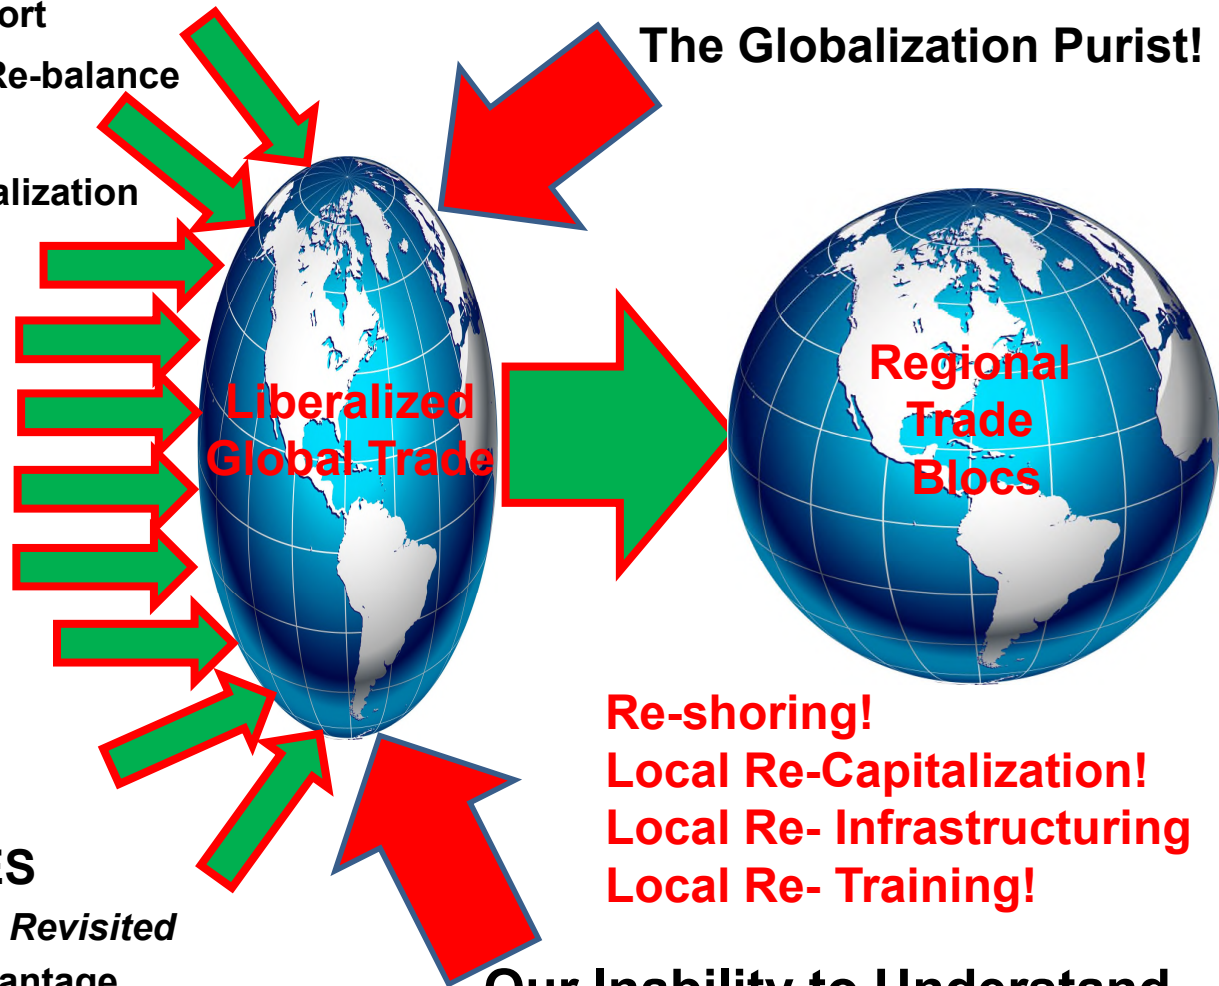 ort
The Globalization Purist!
Re-balance
alization
Liberalized
Global Trade
Regional
Trade
Blocs
Re-shoring!
Local Re-Capitalization!
Local Re- Infrastructuring
Local Re- Training!
ES
Revisited
antage
Our Inability to Understand